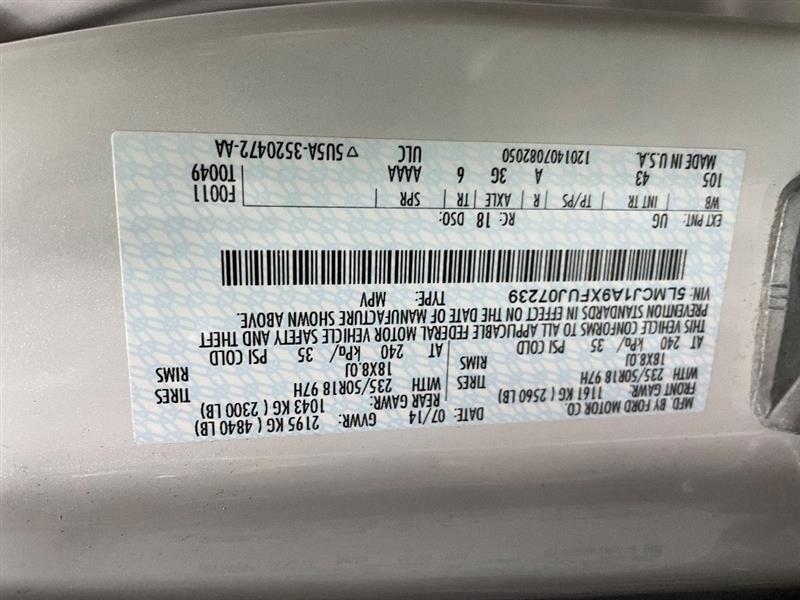 MFD. BY FORD MOTOR CO.
DATE: 07/14 GVWR: 2195 KG ( 4840 LB)
FRONT GAWR: 1161 KG ( 2560 LB) REAR GAWR: 1043 KG ( 2300 LB)
WITH 235/50R18 97H TIRES WITH 235/50R18 97H TIRES
18X8.0J RIMS 18X8.0J RIMS
AT 240 kPa/ 35 PSI COLD AT 240 kPa/ 35 PSI COLD
THIS VEHICLE CONFORMS TO ALL APPLICABLE FEDERAL MOTOR VEHICLE SAFETY AND THEFT
PREVENTION STANDARDS IN EFFECT ON THE DATE OF MANUFACTURE SHOWN ABOVE.
VIN: 5LMCJ1A9XFUJ07239 TYPE: MPV
EXT PNT: UG RC: 18 DSO:
WB INT TR TP/PS R AXLE TR SPR F0011
105 43 A 3G 6 AAAA T0049
MADE IN U.S.A. 1201407082050 ULC ▽ 5U5A-3520472-AA